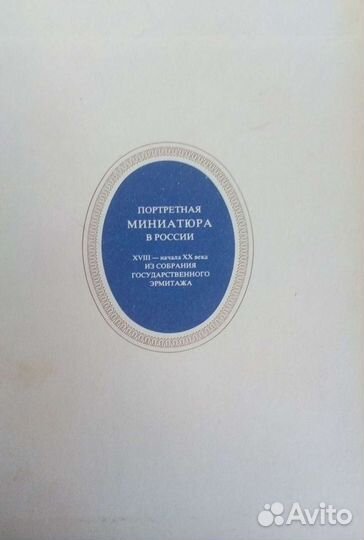 ПОРТРЕТНАЯ
МИНИАТЮРА
В РОССИИ
XVIII — начала XX века
ИЗ СОБРАНИЯ
ГОСУДАРСТВЕННОГО
ЭРМИТАЖА
Avito